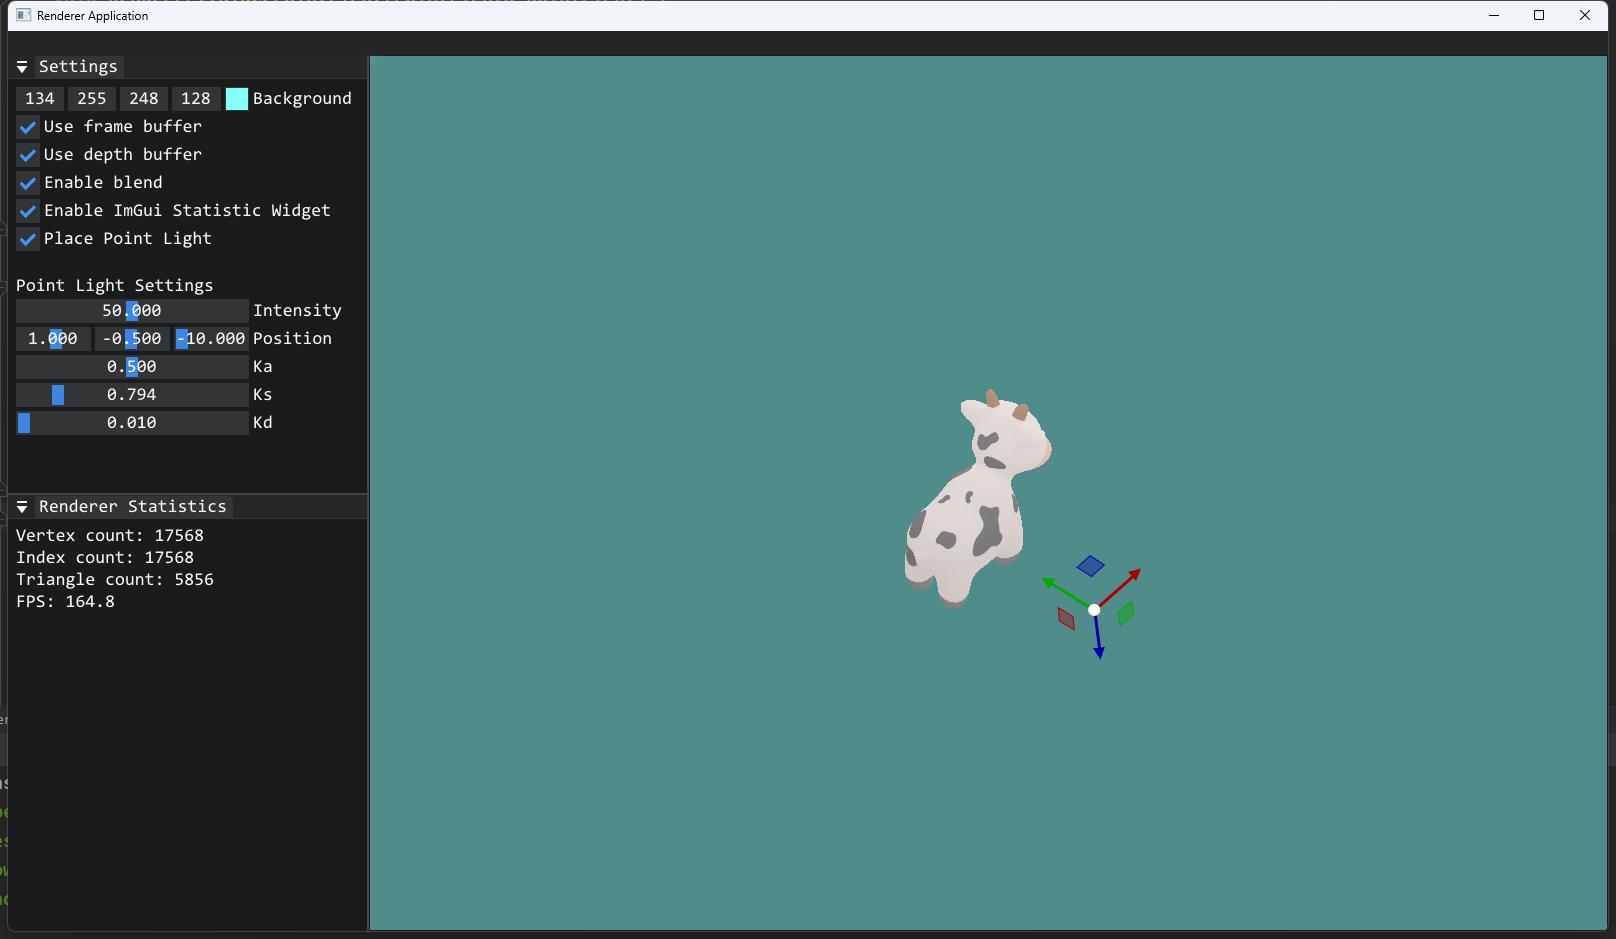 Renderer Application
Settings
134 255 248 128 Background
Use frame buffer
Use depth buffer
Enable blend
Enable ImGui Statistic Widget
Place Point Light
Point Light Settings
50.000 Intensity
1.000 -0.500 -10.000 Position
0.500 Ka
0.794 Ks
0.010 Kd
Renderer Statistics
Vertex count: 17568
Index count: 17568
Triangle count: 5856
FPS: 164.8